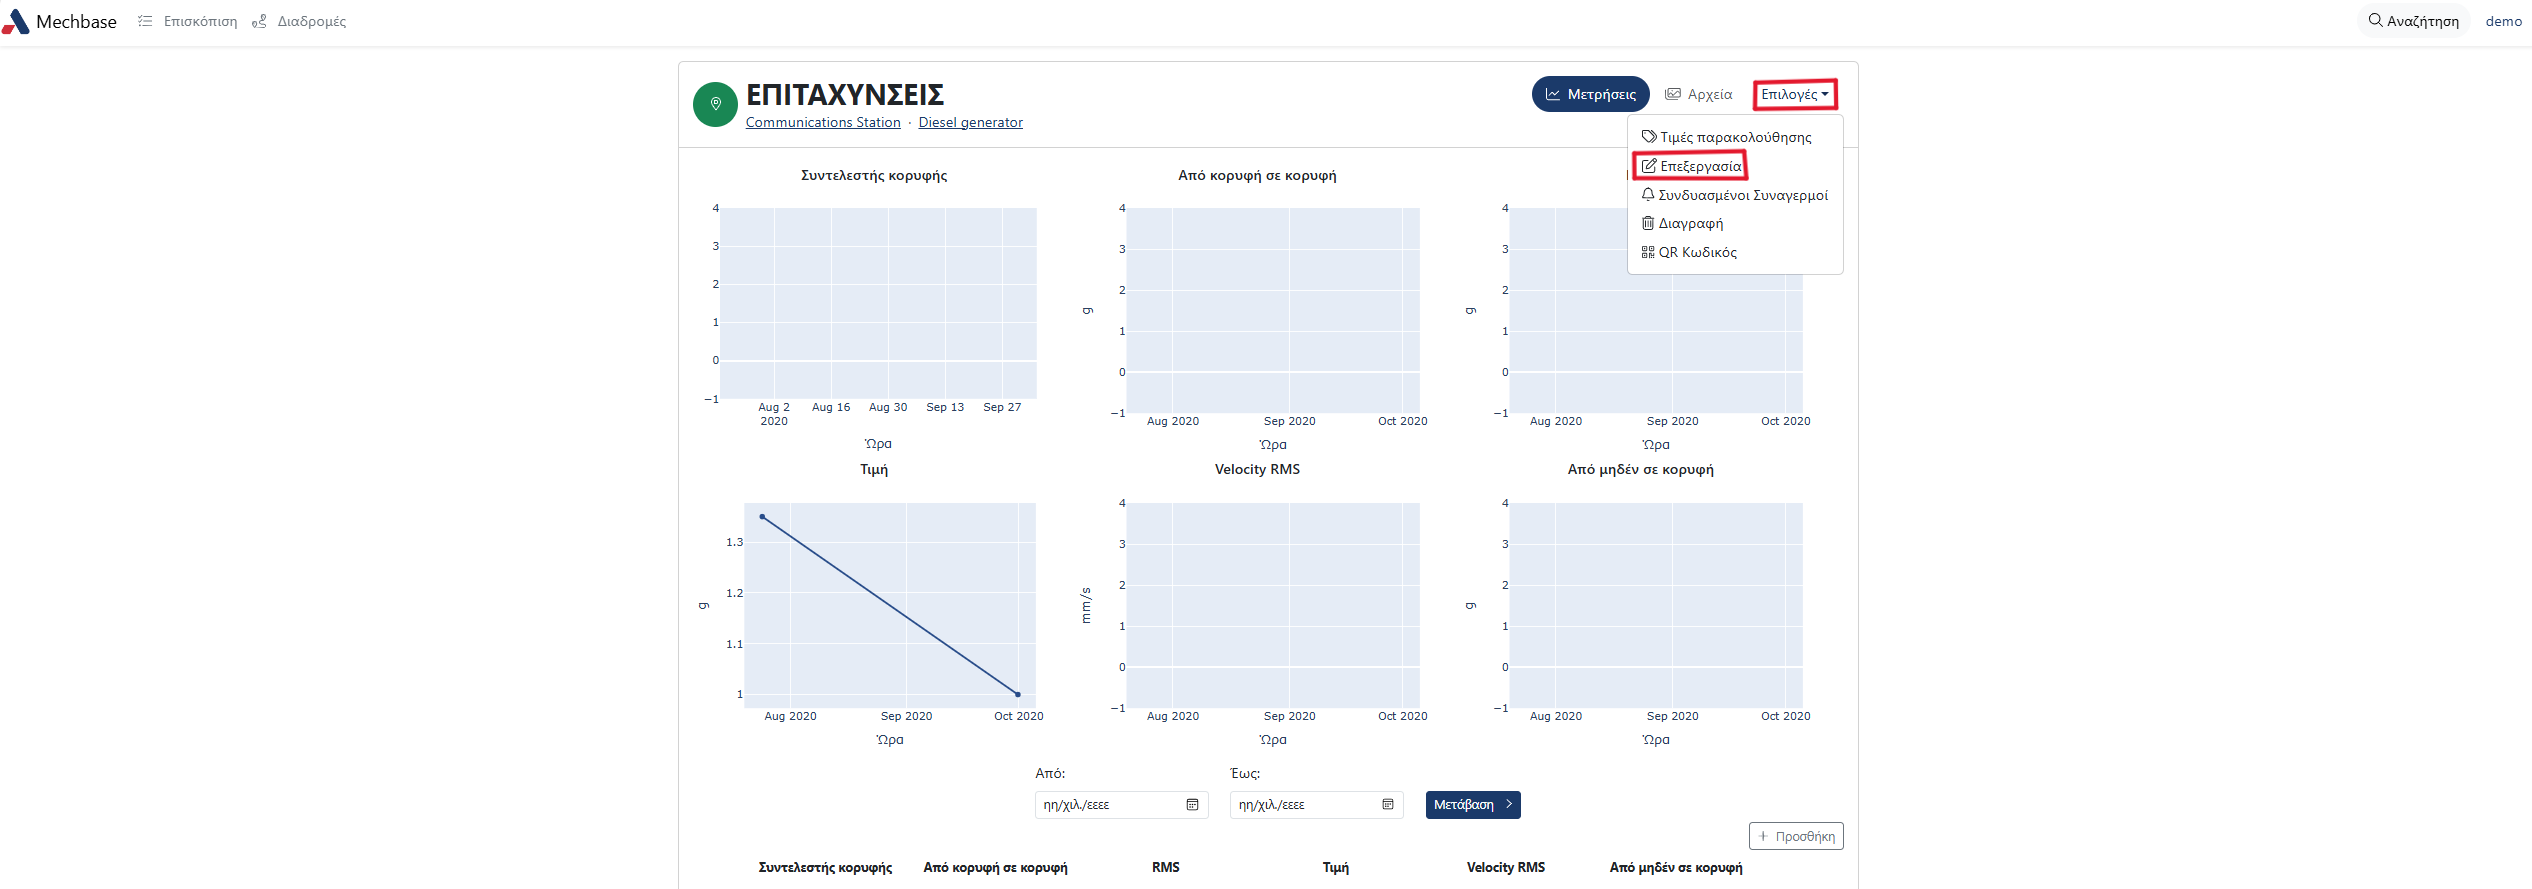 Mechbase Επισκόπιση Διαδρομές Αναζήτηση demo
ΕΠΙΤΑΧΥΝΣΕΙΣ
Communications Station · Diesel generator
Μετρήσεις Αρχεία Επιλογές
Τιμές παρακολούθησης
Επεξεργασία
Συνδυασμένοι Συναγερμοί
Διαγραφή
QR Κωδικός
Συντελεστής κορυφής
4
3
2
1
0
−1
Aug 2 Aug 16 Aug 30 Sep 13 Sep 27
2020
Ώρα
Από κορυφή σε κορυφή
g
4
3
2
1
0
−1
Aug 2020 Sep 2020 Oct 2020
Ώρα
g
4
3
2
1
0
−1
Aug 2020 Sep 2020 Oct 2020
Ώρα
Τιμή
g
1.3
1.2
1.1
1
Aug 2020 Sep 2020 Oct 2020
Ώρα
Velocity RMS
mm/s
4
3
2
1
0
−1
Aug 2020 Sep 2020 Oct 2020
Ώρα
Από μηδέν σε κορυφή
g
4
3
2
1
0
−1
Aug 2020 Sep 2020 Oct 2020
Ώρα
Από: Έως:
ηη/χιλ./εεεε ηη/χιλ./εεεε Μετάβαση
+ Προσθήκη
Συντελεστής κορυφής Από κορυφή σε κορυφή RMS Τιμή Velocity RMS Από μηδέν σε κορυφή